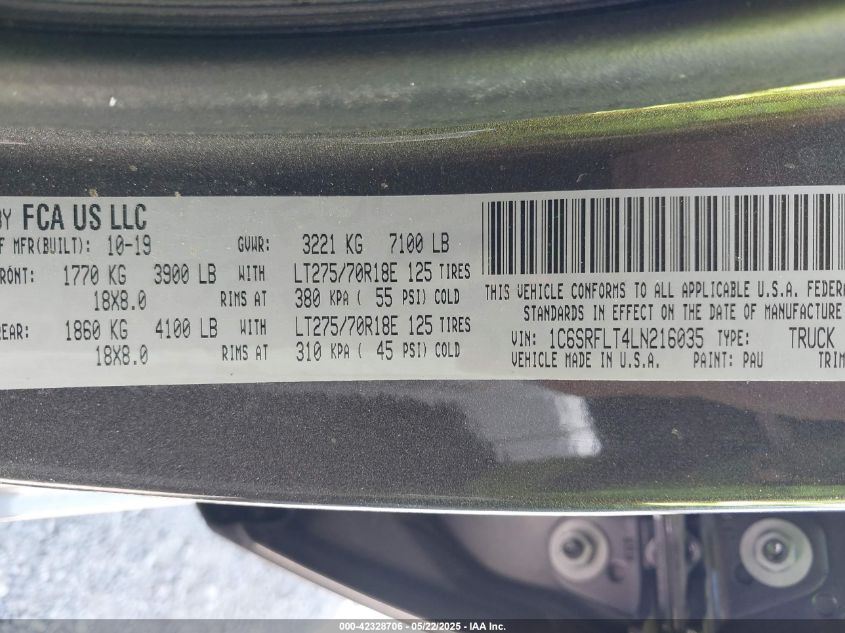 BY FCA US LLC
F MFR(BUILT): 10-19 GVWR: 3221 KG 7100 LB
RONT: 1770 KG 3900 LB WITH LT275/70R18E 125 TIRES
18X8.0 RIMS AT 380 KPA ( 55 PSI) COLD
EAR: 1860 KG 4100 LB WITH LT275/70R18E 125 TIRES
18X8.0 RIMS AT 310 KPA ( 45 PSI) COLD
THIS VEHICLE CONFORMS TO ALL APPLICABLE U.S.A. FEDERA
STANDARDS IN EFFECT ON THE DATE OF MANUFACTURE
VIN: 1C6SRFLT4LN216035 TYPE: TRUCK
VEHICLE MADE IN U.S.A. PAINT: PAU TRIM
000-42328706 - 05/22/2025 - IAA Inc.